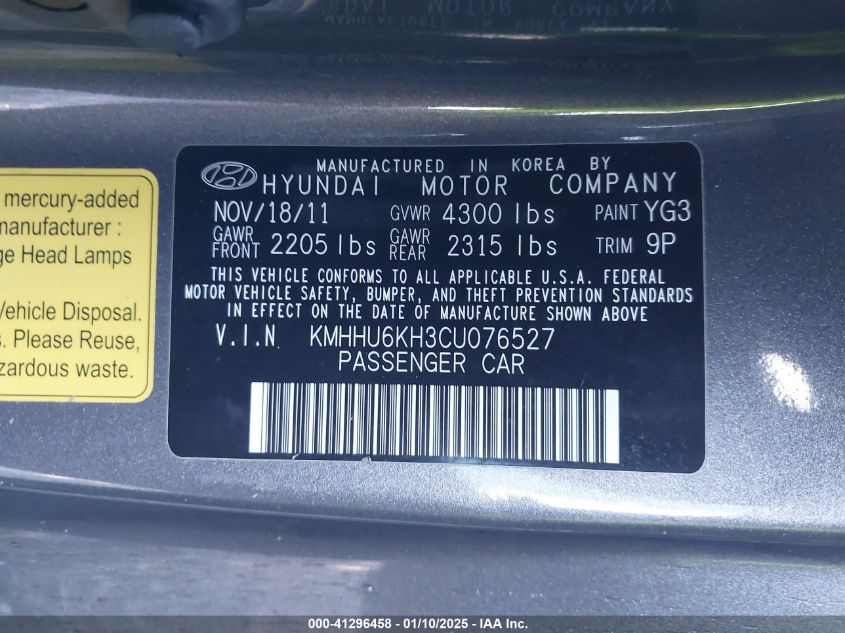 MANUFACTURED IN KOREA BY
HYUNDAI MOTOR COMPANY
NOV/18/11 GVWR 4300 lbs PAINT YG3
GAWR FRONT 2205 lbs GAWR REAR 2315 lbs TRIM 9P
THIS VEHICLE CONFORMS TO ALL APPLICABLE U.S.A. FEDERAL
MOTOR VEHICLE SAFETY, BUMPER, AND THEFT PREVENTION STANDARDS
IN EFFECT ON THE DATE OF MANUFACTURE SHOWN ABOVE
V.I.N KMHHU6KH3CU076527
PASSENGER CAR
mercury-added
manufacturer :
ge Head Lamps
Vehicle Disposal.
s. Please Reuse,
azardous waste.
000-41296458 - 01/10/2025 - IAA Inc.